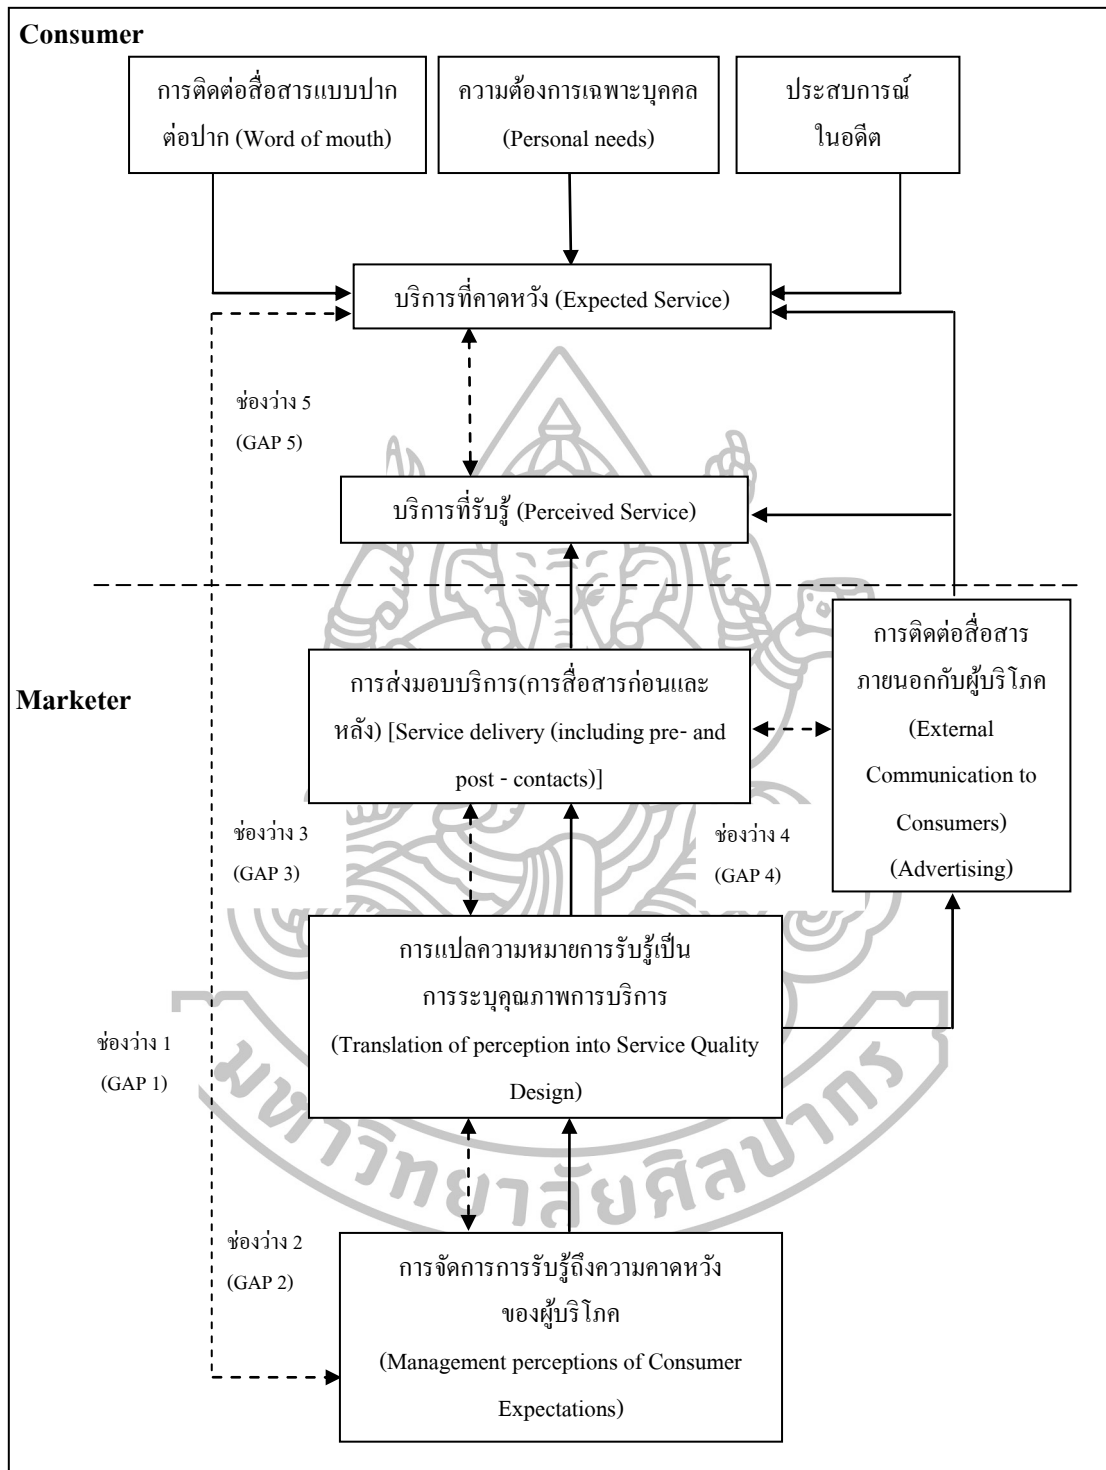 Consumer
การติดต่อสื่อสารแบบปาก
ต่อปาก (Word of mouth)
ความต้องการเฉพาะบุคคล
(Personal needs)
ประสบการณ์
ในอดีต
บริการที่คาดหวัง (Expected Service)
ช่องว่าง 5
(GAP 5)
บริการที่รับรู้ (Perceived Service)
Marketer
การส่งมอบบริการ(การสื่อสารก่อนและ
หลัง) [Service delivery (including pre- and
post - contacts)]
การติดต่อสื่อสาร
ภายนอกกับผู้บริโภค
(External
Communication to
Consumers)
(Advertising)
ช่องว่าง 3
(GAP 3)
ช่องว่าง 4
(GAP 4)
การแปลความหมายการรับรู้เป็น
การระบุคุณภาพการบริการ
(Translation of perception into Service Quality
Design)
ช่องว่าง 1
(GAP 1)
มหาวิทยาลัยศิลปากร
ช่องว่าง 2
(GAP 2)
การจัดการการรับรู้ถึงความคาดหวัง
ของผู้บริโภค
(Management perceptions of Consumer
Expectations)